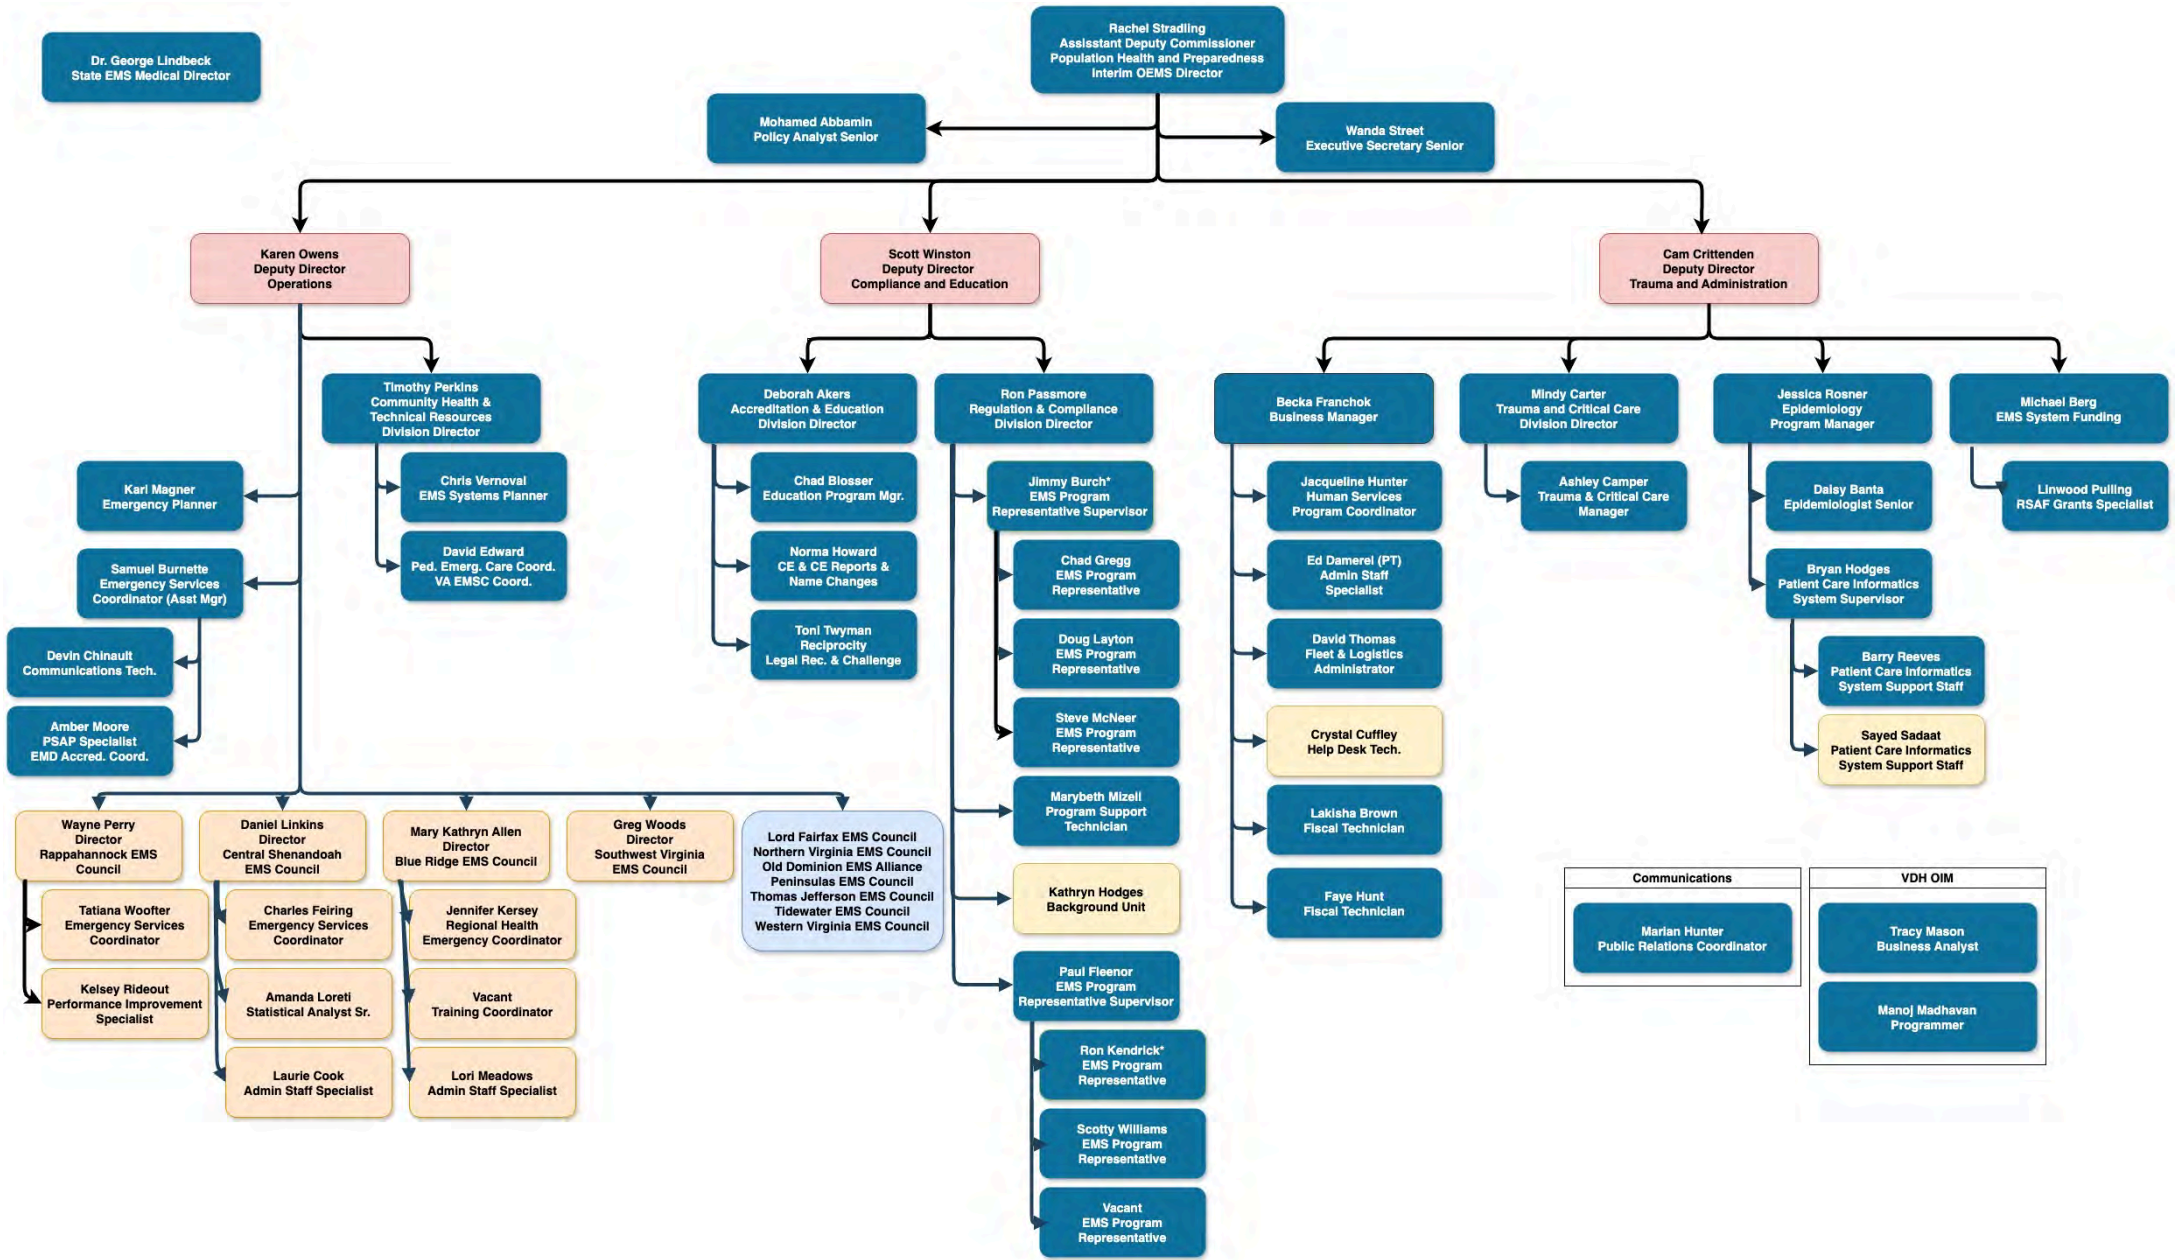 Dr. George Lindbeck
State EMS Medical Director
Rachel Stradling
Assisstant Deputy Commissioner
Population Health and Preparedness
Interim OEMS Director
Mohamed Abbamin
Policy Analyst Senior
Wanda Street
Executive Secretary Senior
Karen Owens
Deputy Director
Operations
Scott Winston
Deputy Director
Compliance and Education
Cam Crittenden
Deputy Director
Trauma and Administration
Timothy Perkins
Community Health &
Technical Resources
Division Director
Karl Magner
Emergency Planner
Chris Vernoval
EMS Systems Planner
Samuel Burnette
Emergency Services
Coordinator (Asst Mgr)
David Edward
Ped. Emerg. Care Coord.
VA EMSC Coord.
Devin Chinault
Communications Tech.
Amber Moore
PSAP Specialist
EMD Accred. Coord.
Wayne Perry
Director
Rappahannock EMS
Council
Tatiana Woofter
Emergency Services
Coordinator
Kelsey Rideout
Performance Improvement
Specialist
Daniel Linkins
Director
Central Shenandoah
EMS Council
Charles Feiring
Emergency Services
Coordinator
Amanda Loreti
Statistical Analyst Sr.
Laurie Cook
Admin Staff Specialist
Mary Kathryn Allen
Director
Blue Ridge EMS Council
Jennifer Kersey
Regional Health
Emergency Coordinator
Vacant
Training Coordinator
Lori Meadows
Admin Staff Specialist
Greg Woods
Director
Southwest Virginia
EMS Council
Lord Fairfax EMS Council
Northern Virginia EMS Council
Old Dominion EMS Alliance
Peninsulas EMS Council
Thomas Jefferson EMS Council
Tidewater EMS Council
Western Virginia EMS Council
Deborah Akers
Accreditation & Education
Division Director
Chad Blosser
Education Program Mgr.
Norma Howard
CE & CE Reports &
Name Changes
Toni Twyman
Reciprocity
Legal Rec. & Challenge
Ron Passmore
Regulation & Compliance
Division Director
Jimmy Burch*
EMS Program
Representative Supervisor
Chad Gregg
EMS Program
Representative
Doug Layton
EMS Program
Representative
Steve McNeer
EMS Program
Representative
Marybeth Mizell
Program Support
Technician
Kathryn Hodges
Background Unit
Paul Fleenor
EMS Program
Representative Supervisor
Ron Kendrick*
EMS Program
Representative
Scotty Williams
EMS Program
Representative
Vacant
EMS Program
Representative
Becka Franchok
Business Manager
Jacqueline Hunter
Human Services
Program Coordinator
Ed Damerel (PT)
Admin Staff
Specialist
David Thomas
Fleet & Logistics
Administrator
Crystal Cuffley
Help Desk Tech.
Lakisha Brown
Fiscal Technician
Faye Hunt
Fiscal Technician
Mindy Carter
Trauma and Critical Care
Division Director
Ashley Camper
Trauma & Critical Care
Manager
Jessica Rosner
Epidemiology
Program Manager
Daisy Banta
Epidemiologist Senior
Bryan Hodges
Patient Care Informatics
System Supervisor
Barry Reeves
Patient Care Informatics
System Support Staff
Sayed Sadaat
Patient Care Informatics
System Support Staff
Michael Berg
EMS System Funding
Linwood Pulling
RSAF Grants Specialist
Communications
Marian Hunter
Public Relations Coordinator
VDH OIM
Tracy Mason
Business Analyst
Manoj Madhavan
Programmer